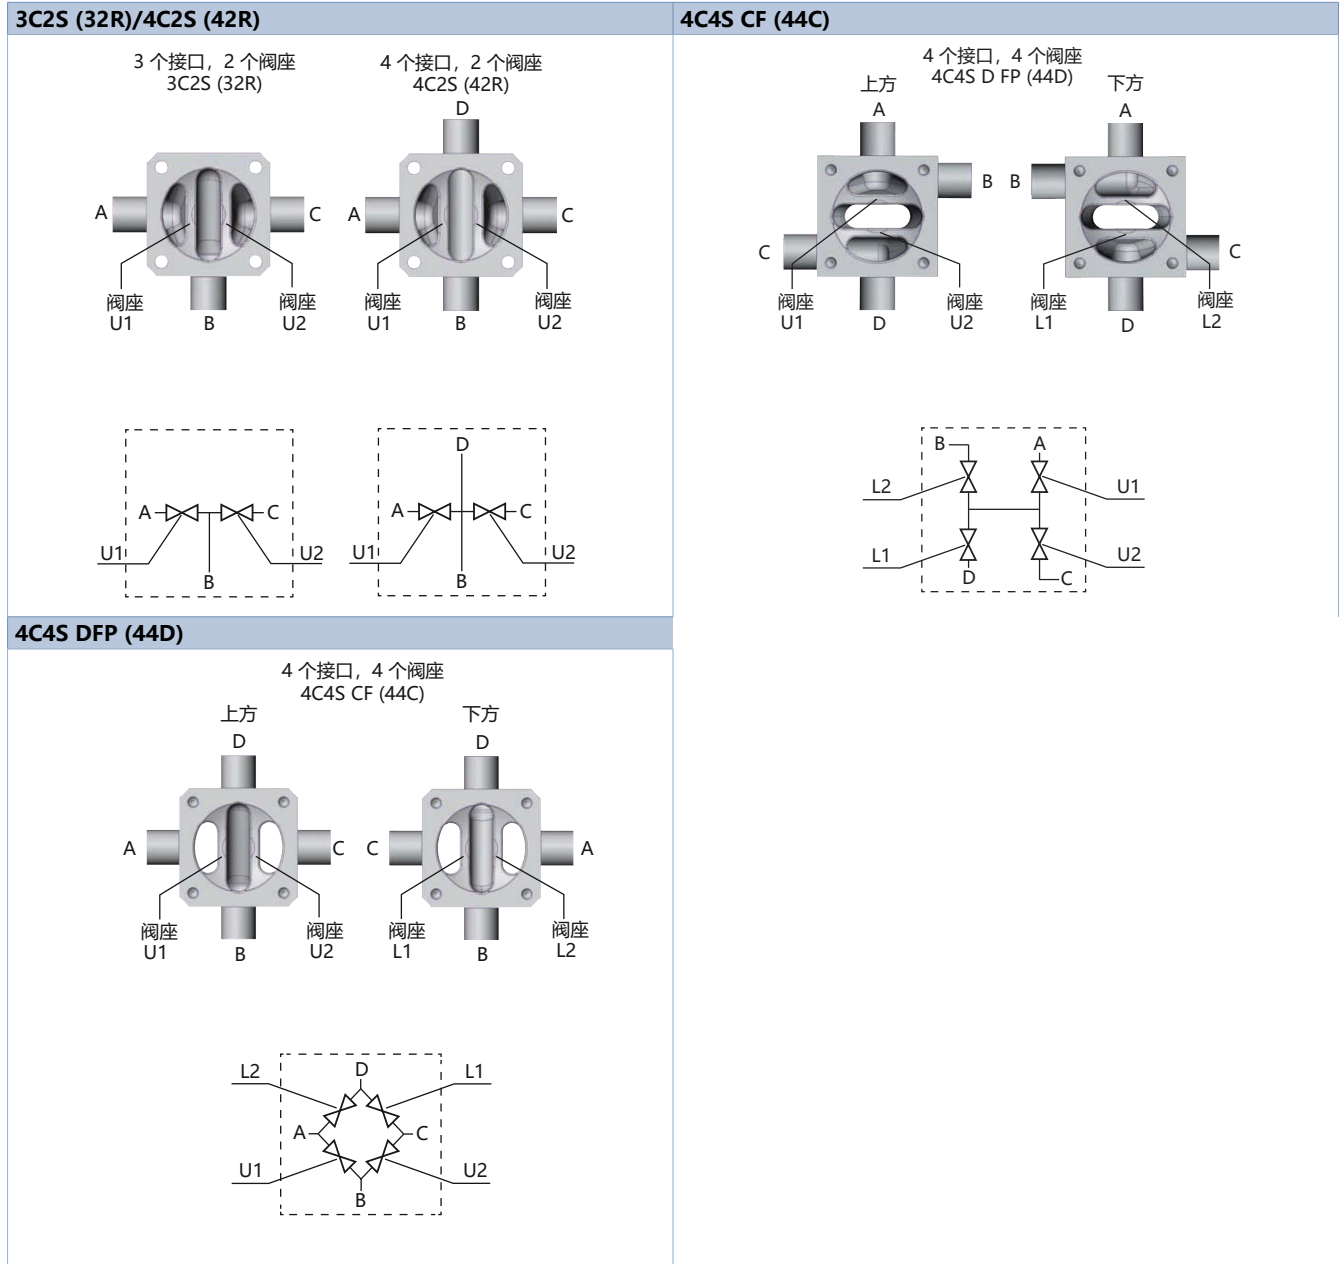 3C2S (32R)/4C2S (42R)
3 个接口，2 个阀座
3C2S (32R)
4 个接口，2 个阀座
4C2S (42R)
A
C
阀座
U1
B
阀座
U2
D
A
C
阀座
U1
B
阀座
U2
A
C
U1
U2
B
D
A
C
U1
U2
B
4C4S CF (44C)
4 个接口，4 个阀座
4C4S D FP (44D)
上方
下方
A
B
C
阀座
U1
D
阀座
U2
A
B
C
阀座
L1
D
阀座
L2
B
A
L2
U1
L1
U2
D
C
4C4S DFP (44D)
4 个接口，4 个阀座
4C4S CF (44C)
上方
下方
D
A
C
阀座
U1
B
阀座
U2
D
C
A
阀座
L1
B
阀座
L2
L2
D
L1
A
C
U1
U2
B